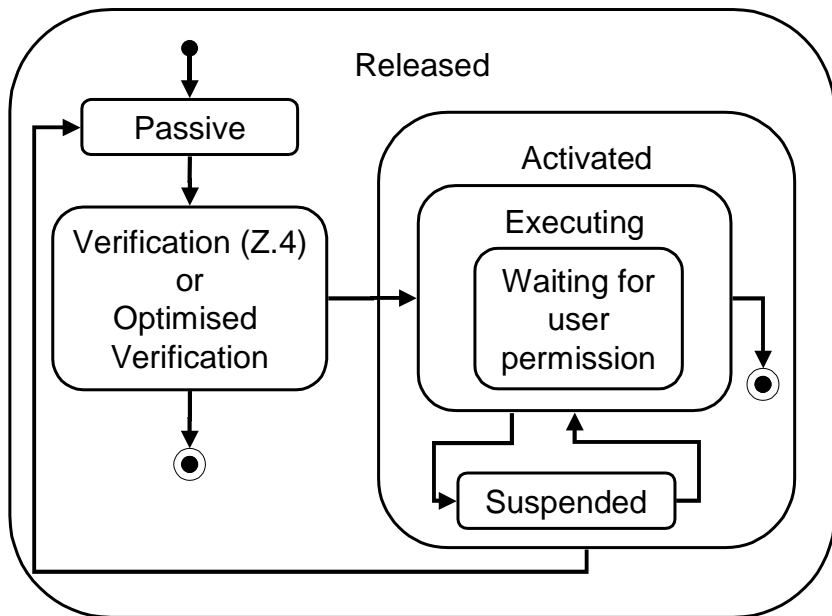 Released
Passive
Verification (Z.4)
or
Optimised
Verification
Activated
Executing
Waiting for
user
permission
Suspended